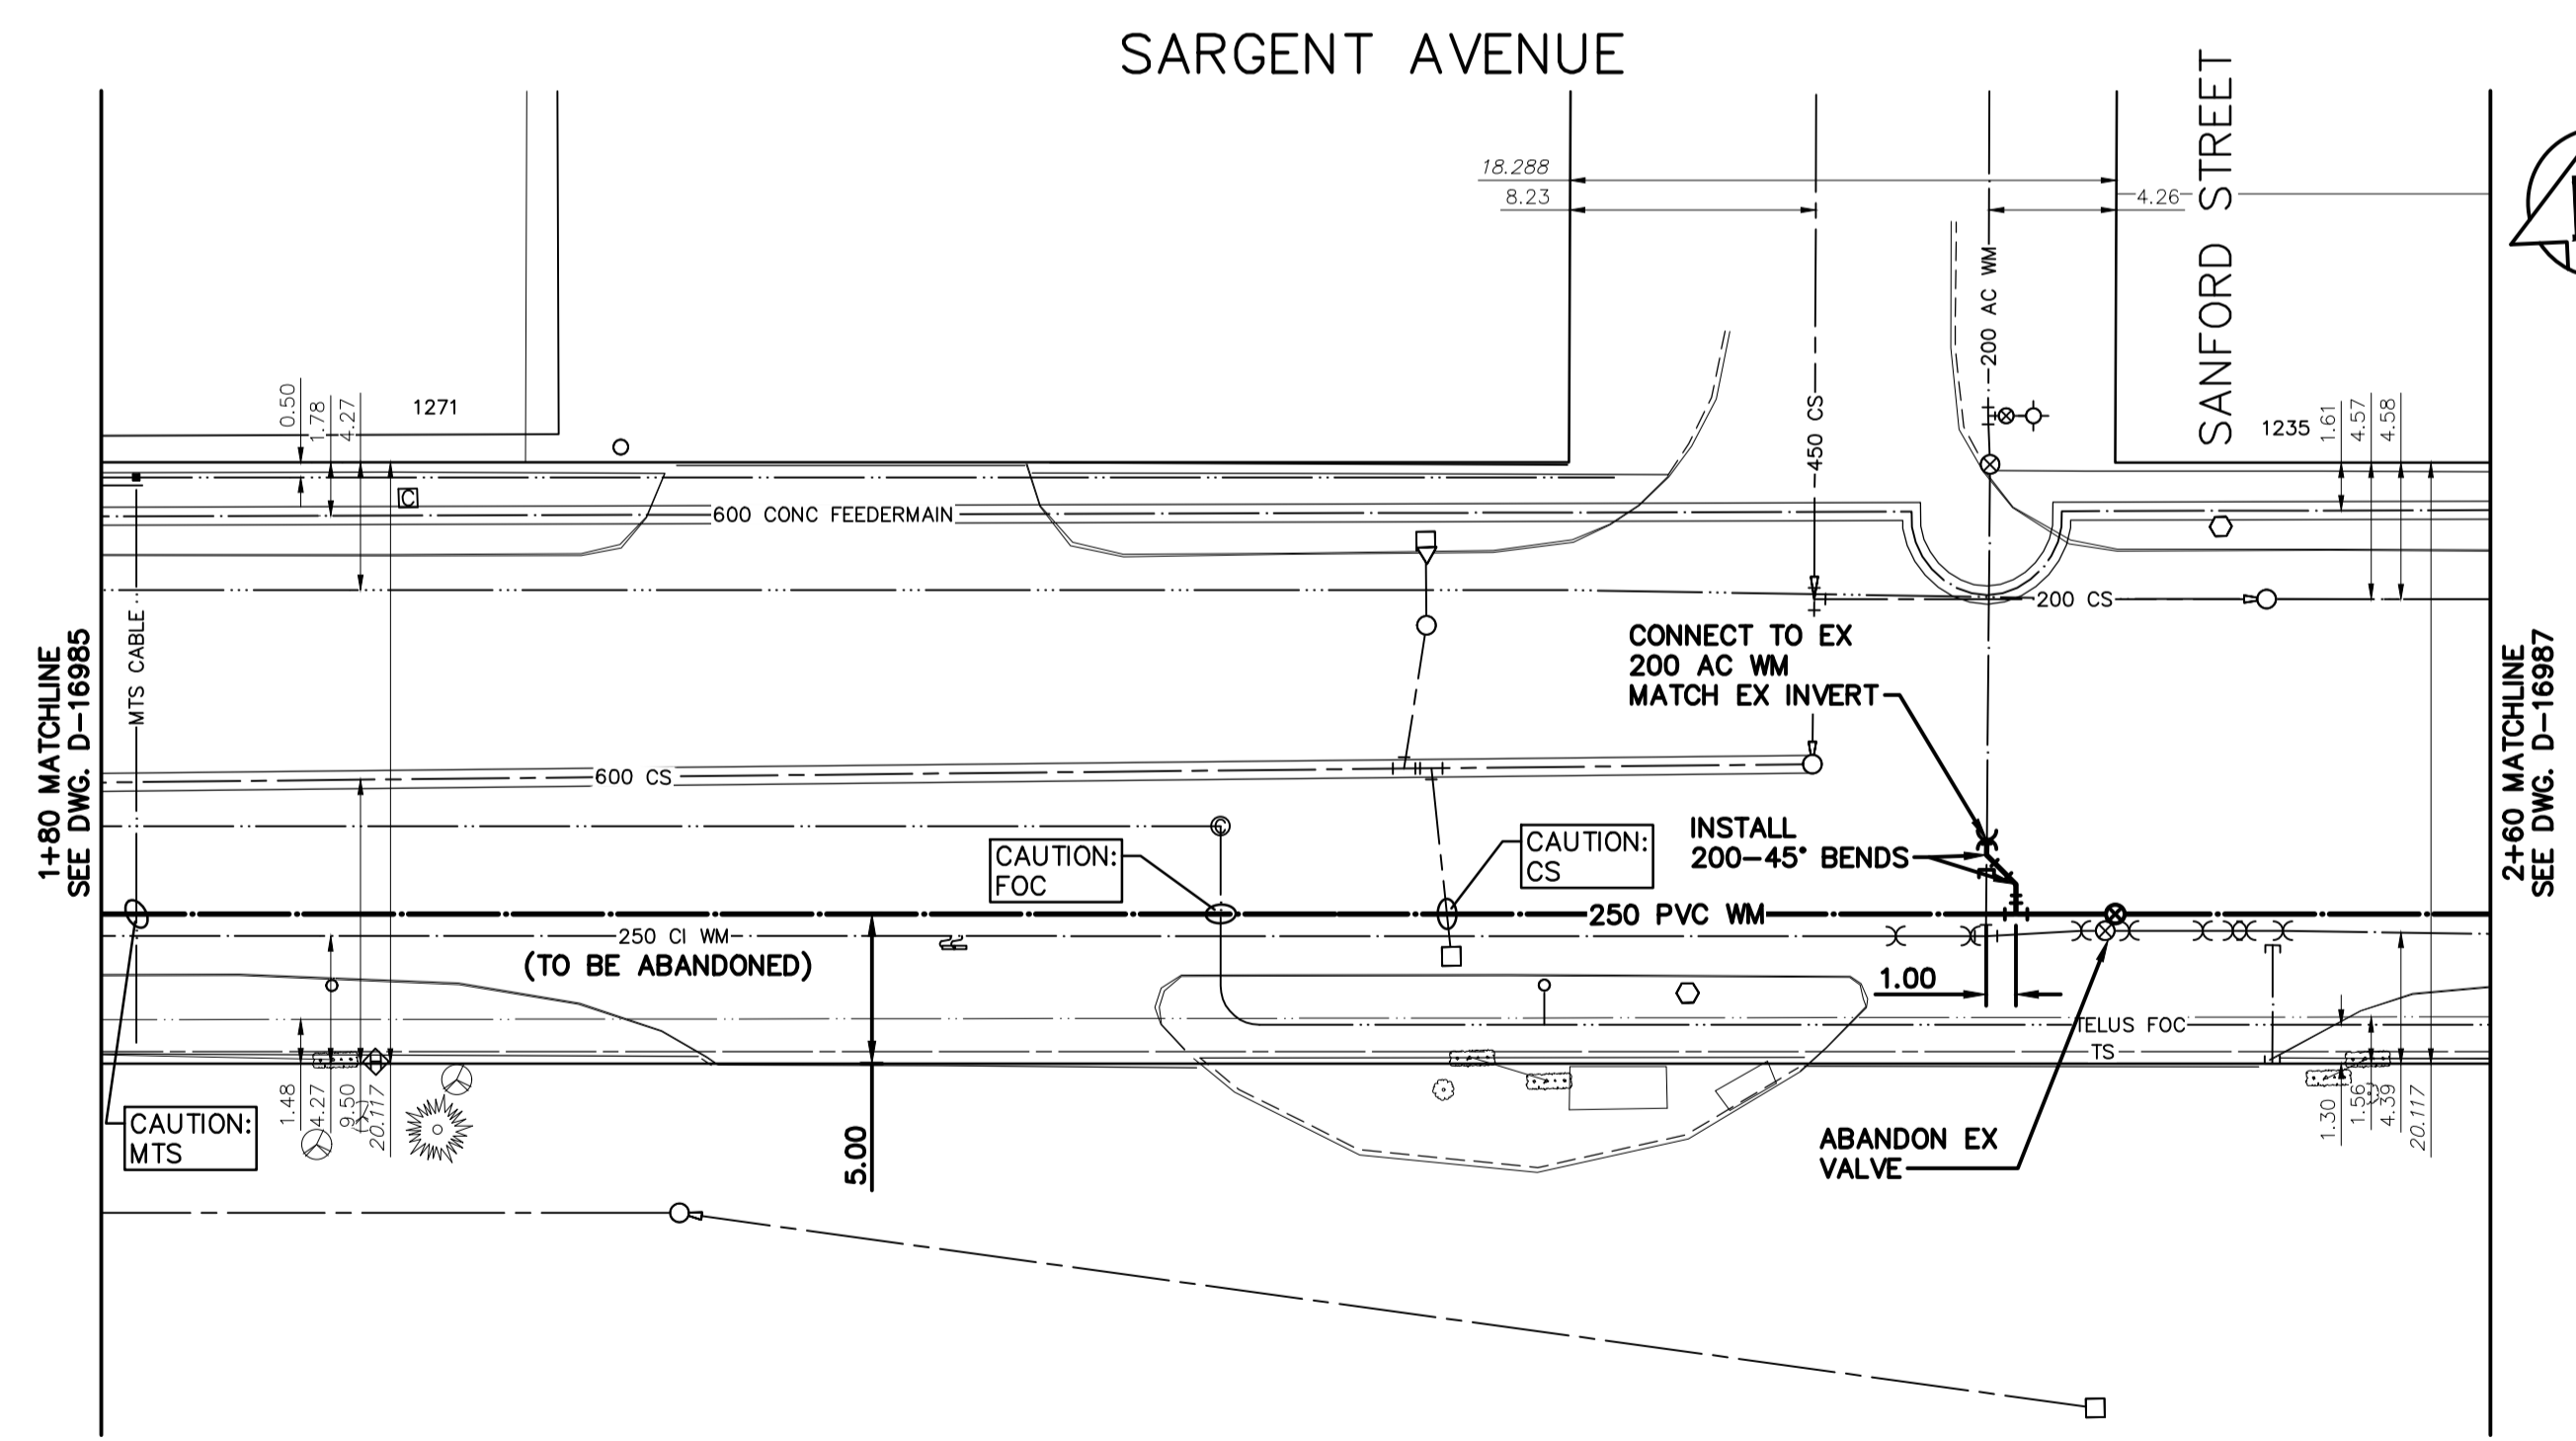 SARGENT AVENUE
SANFORD STREET
18.288
8.23
4.26
200 AC WM
450 CS
0.50
1.78
4.27
1271
1235
1.61
4.57
4.58
C
600 CONC FEEDERMAIN
MTS CABLE
200 CS
CONNECT TO EX
200 AC WM
MATCH EX INVERT
1+80 MATCHLINE
SEE DWG. D-16985
2+60 MATCHLINE
SEE DWG. D-16987
600 CS
C
CAUTION:
FOC
CAUTION:
CS
INSTALL
200-45° BENDS
250 PVC WM
250 CI WM
(TO BE ABANDONED)
1.00
TELUS FOC
TS
1.48
4.27
9.50
20.117
5.00
CAUTION:
MTS
ABANDON EX
VALVE
1.30
1.56
4.39
20.117